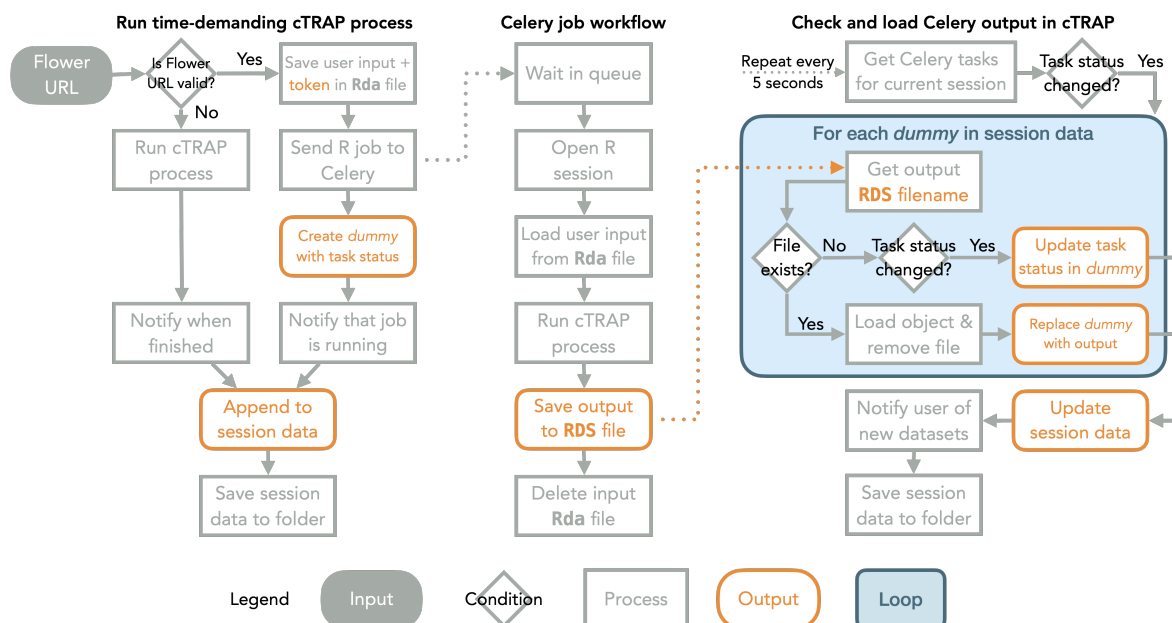 Run time-demanding cTRAP process
Flower
URL
Is Flower
URL valid?
Yes
No
Save user input +
token in Rda file
Run cTRAP
process
Send R job to
Celery
Create dummy
with task status
Notify when
finished
Notify that job
is running
Append to
session data
Save session
data to folder
Celery job workflow
Wait in queue
Open R
session
Load user input
from Rda file
Run cTRAP
process
Save output
to RDS file
Delete input
Rda file
Check and load Celery output in cTRAP
Repeat every
5 seconds
Get Celery tasks
for current session
Task status
changed?
Yes
For each dummy in session data
Get output
RDS filename
File
exists?
No
Task status
changed?
Yes
Update task
status in dummy
Yes
Load object &
remove file
Replace dummy
with output
Notify user of
new datasets
Update
session data
Save session
data to folder
Legend
Input
Condition
Process
Output
Loop